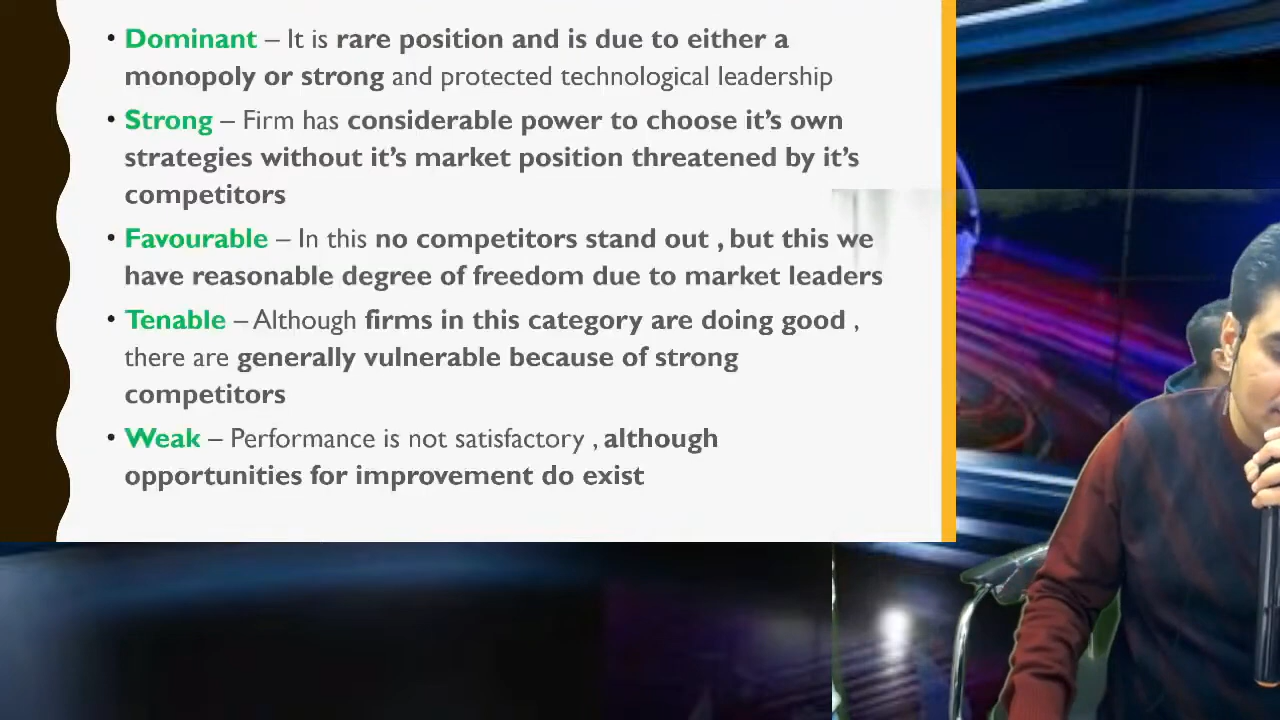 • Dominant – It is rare position and is due to either a
monopoly or strong and protected technological leadership
• Strong – Firm has considerable power to choose it’s own
strategies without it’s market position threatened by it’s
competitors
• Favourable – In this no competitors stand out , but this we
have reasonable degree of freedom due to market leaders
• Tenable – Although firms in this category are doing good ,
there are generally vulnerable because of strong
competitors
• Weak – Performance is not satisfactory , although
opportunities for improvement do exist